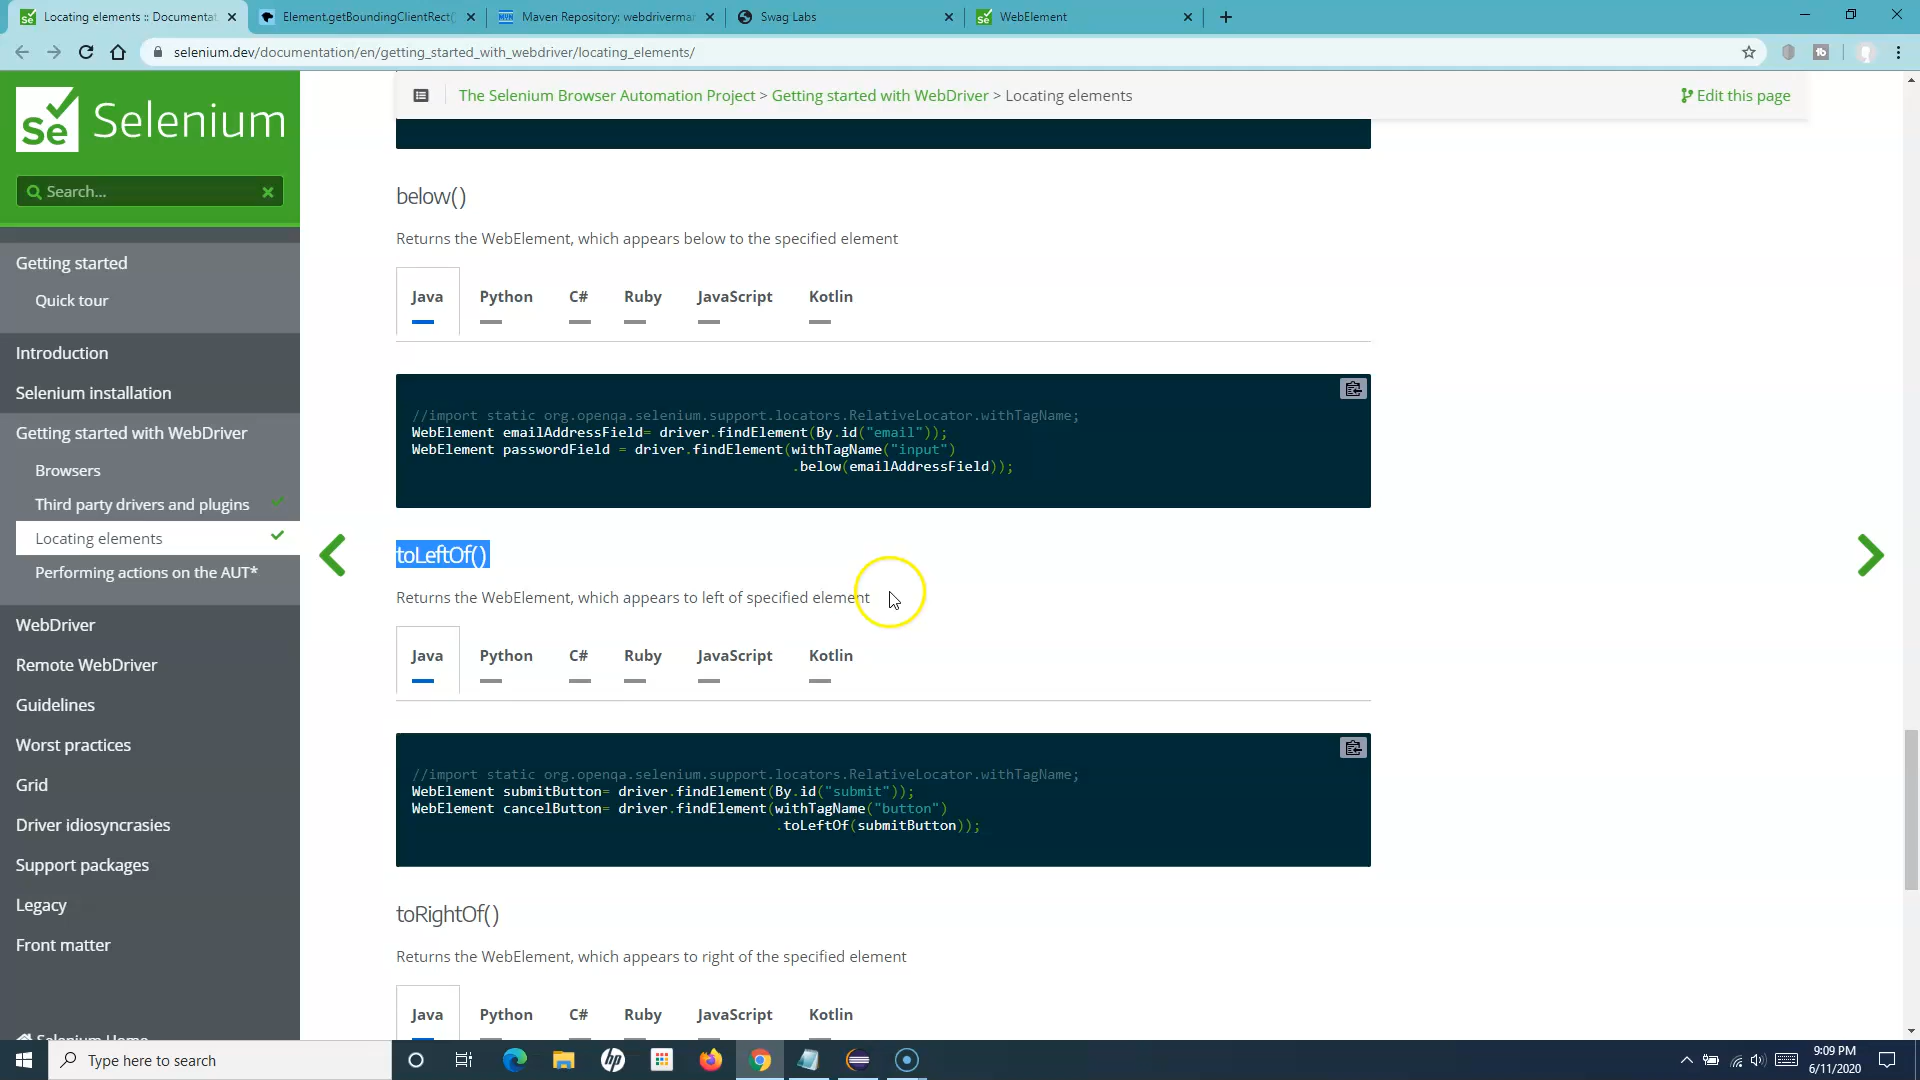 Locating elements :: Documentat
Element.getBoundingClientRect(
Maven Repository: webdriverma
Swag Labs
WebElement
selenium.dev/documentation/en/getting_started_with_webdriver/locating_elements/
Se Selenium
Search...
The Selenium Browser Automation Project > Getting started with WebDriver > Locating elements
Edit this page
Getting started
Quick tour
Introduction
Selenium installation
Getting started with WebDriver
Browsers
Third party drivers and plugins
Locating elements
Performing actions on the AUT*
WebDriver
Remote WebDriver
Guidelines
Worst practices
Grid
Driver idiosyncrasies
Support packages
Legacy
Front matter
Selenium Home
below()
Returns the WebElement, which appears below to the specified element
Java Python C# Ruby JavaScript Kotlin
//import static org.openqa.selenium.support.locators.RelativeLocator.withTagName;
WebElement emailAddressField= driver.findElement(By.id("email"));
WebElement passwordField = driver.findElement(withTagName("input")
.below(emailAddressField));
toLeftOf()
Returns the WebElement, which appears to left of specified element
Java Python C# Ruby JavaScript Kotlin
//import static org.openqa.selenium.support.locators.RelativeLocator.withTagName;
WebElement submitButton= driver.findElement(By.id("submit"));
WebElement cancelButton= driver.findElement(withTagName("button")
.toLeftOf(submitButton));
toRightOf()
Returns the WebElement, which appears to right of the specified element
Java Python C# Ruby JavaScript Kotlin
Type here to search
hp
9:09 PM
6/11/2020